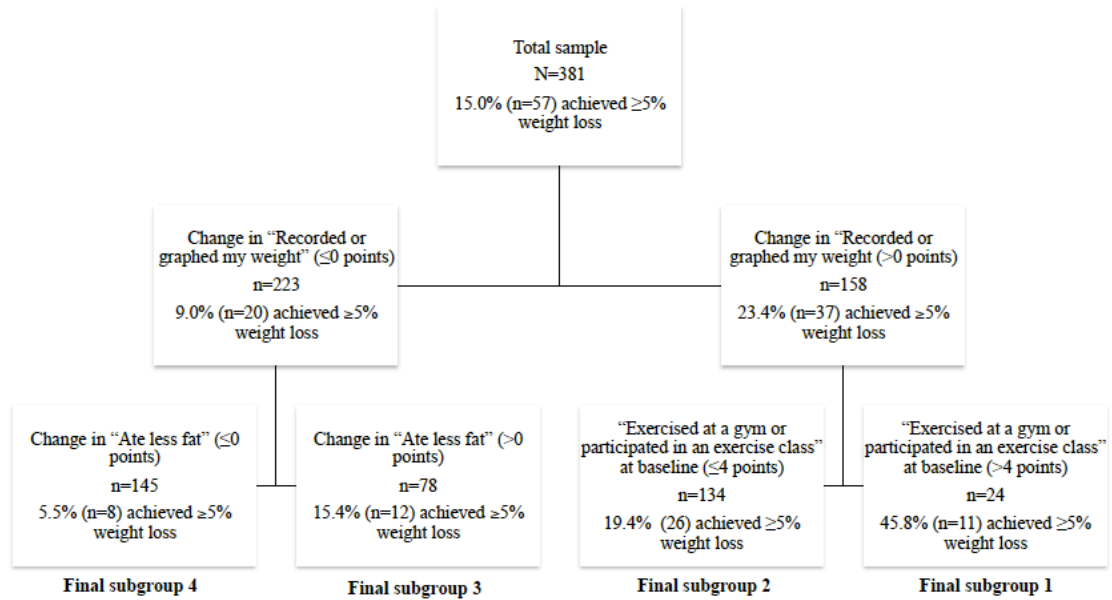 Total sample
N=381
15.0% (n=57) achieved ≥5%
weight loss
Change in “Recorded or
graphed my weight” (≤0 points)
n=223
9.0% (n=20) achieved ≥5%
weight loss
Change in “Recorded or
graphed my weight (>0 points)
n=158
23.4% (n=37) achieved ≥5%
weight loss
Change in “Ate less fat” (≤0
points)
n=145
5.5% (n=8) achieved ≥5%
weight loss
Change in “Ate less fat” (>0
points)
n=78
15.4% (n=12) achieved ≥5%
weight loss
“Exercised at a gym or
participated in an exercise class”
at baseline (≤4 points)
n=134
19.4% (26) achieved ≥5%
weight loss
“Exercised at a gym or
participated in an exercise class”
at baseline (>4 points)
n=24
45.8% (n=11) achieved ≥5%
weight loss
Final subgroup 4
Final subgroup 3
Final subgroup 2
Final subgroup 1